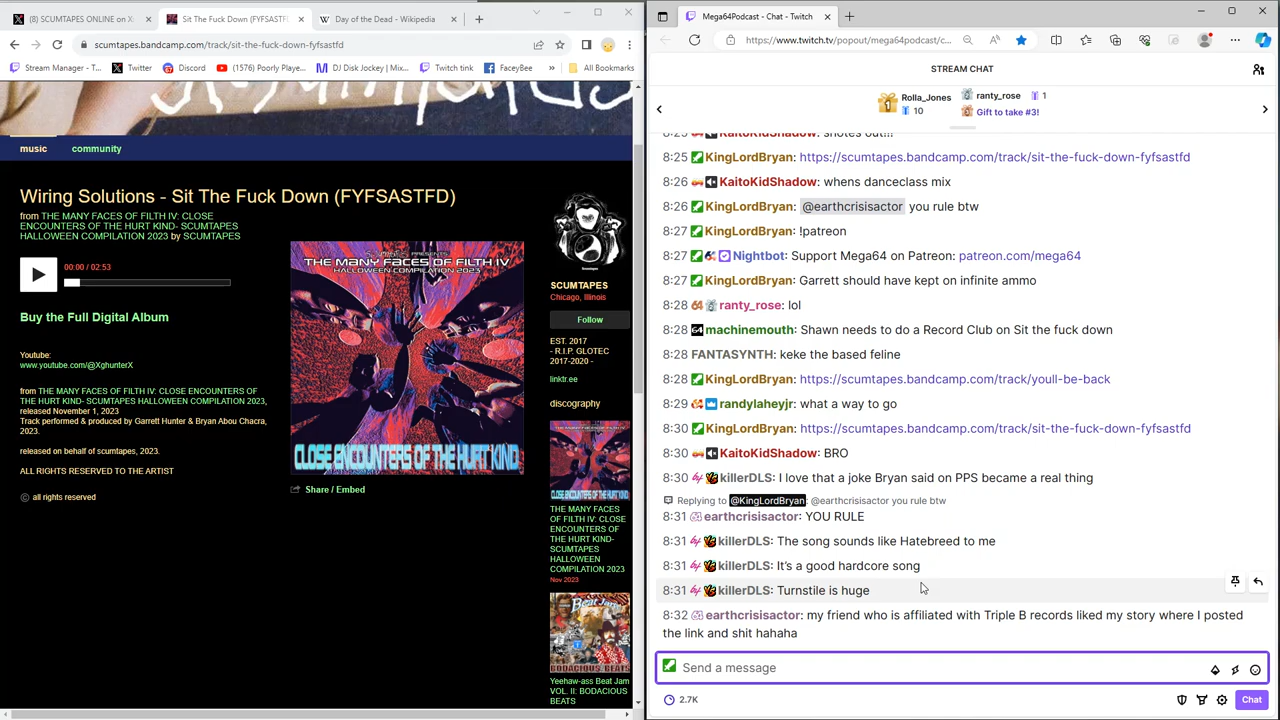 (8) SCUMTAPES ONLINE on X
Sit The Fuck Down (FYFSASTFD)
Day of the Dead - Wikipedia
scumtapes.bandcamp.com/track/sit-the-fuck-down-fyfsastfd
Stream Manager - T...
Twitter
Discord
(1576) Poorly Playe...
DJ Disk Jockey | Mix...
Twitch tink
FaceyBee
All Bookmarks
music
community
Wiring Solutions - Sit The Fuck Down (FYFSASTFD)
from THE MANY FACES OF FILTH IV: CLOSE
ENCOUNTERS OF THE HURT KIND- SCUMTAPES
HALLOWEEN COMPILATION 2023 by SCUMTAPES
00:00 / 02:53
Buy the Full Digital Album
Youtube:
www.youtube.com/@XghunterX
from THE MANY FACES OF FILTH IV: CLOSE ENCOUNTERS OF THE
HURT KIND- SCUMTAPES HALLOWEEN COMPILATION 2023,
released November 1, 2023
Track performed & produced by Garrett Hunter & Bryan Abou Chacra,
2023.
released on behalf of scumtapes, 2023.
ALL RIGHTS RESERVED TO THE ARTIST
© all rights reserved
PRESENTS
THE MANY FACES OF FILTH IV
HALLOWEEN COMPILATION 2023
CLOSE ENCOUNTERS OF THE HURT KIND
Share / Embed
SCUMTAPES
Chicago, Illinois
Follow
EST. 2017
- R.I.P. GLOTEC
2017-2020 -
linktr.ee
discography
THE MANY FACES
OF FILTH IV:
CLOSE
ENCOUNTERS OF
THE HURT KIND-
SCUMTAPES
HALLOWEEN
COMPILATION
2023
Nov 2023
Yeehaw-ass Beat Jam
VOL. II: BODACIOUS
BEATS
Mega64Podcast - Chat - Twitch
https://www.twitch.tv/popout/mega64podcast/c...
STREAM CHAT
1 Rolla_Jones 10
ranty_rose 1
Gift to take #3!
8:25 KaitoKidShadow: shotes out!!!
8:25 KingLordBryan: https://scumtapes.bandcamp.com/track/sit-the-fuck-down-fyfsastfd
8:26 KaitoKidShadow: whens danceclass mix
8:26 KingLordBryan: @earthcrisisactor you rule btw
8:27 KingLordBryan: !patreon
8:27 Nightbot: Support Mega64 on Patreon: patreon.com/mega64
8:27 KingLordBryan: Garrett should have kept on infinite ammo
8:28 ranty_rose: lol
8:28 machinemouth: Shawn needs to do a Record Club on Sit the fuck down
8:28 FANTASYNTH: keke the based feline
8:28 KingLordBryan: https://scumtapes.bandcamp.com/track/youll-be-back
8:29 randylaheyjr: what a way to go
8:30 KingLordBryan: https://scumtapes.bandcamp.com/track/sit-the-fuck-down-fyfsastfd
8:30 KaitoKidShadow: BRO
8:30 killerDLS: I love that a joke Bryan said on PPS became a real thing
Replying to @KingLordBryan: @earthcrisisactor you rule btw
8:31 earthcrisisactor: YOU RULE
8:31 killerDLS: The song sounds like Hatebreed to me
8:31 killerDLS: It's a good hardcore song
8:31 killerDLS: Turnstile is huge
8:32 earthcrisisactor: my friend who is affiliated with Triple B records liked my story where I posted
the link and shit hahaha
Send a message
2.7K
Chat